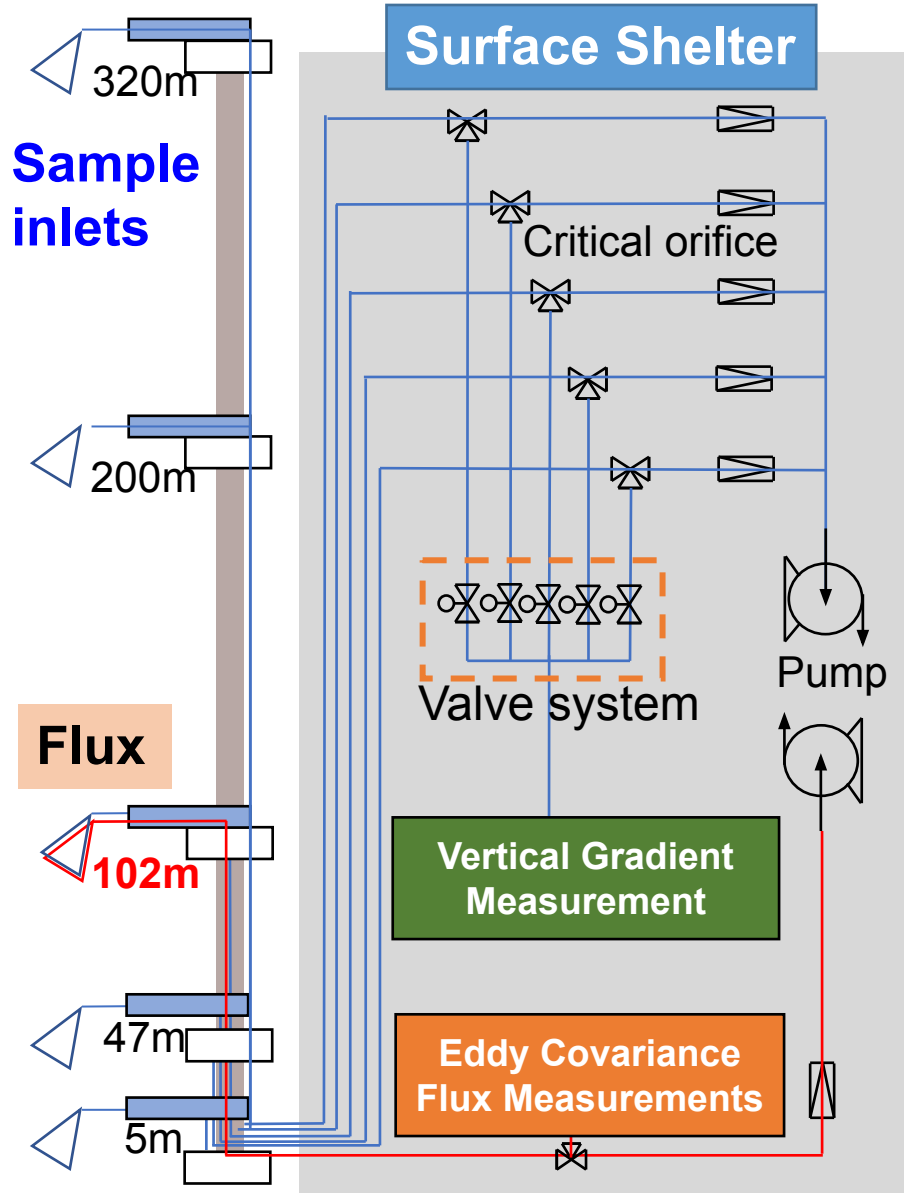 Surface Shelter
320m
Sample
inlets
Critical orifice
200m
Valve system
Pump
Flux
102m
Vertical Gradient
Measurement
47m
Eddy Covariance
Flux Measurements
5m